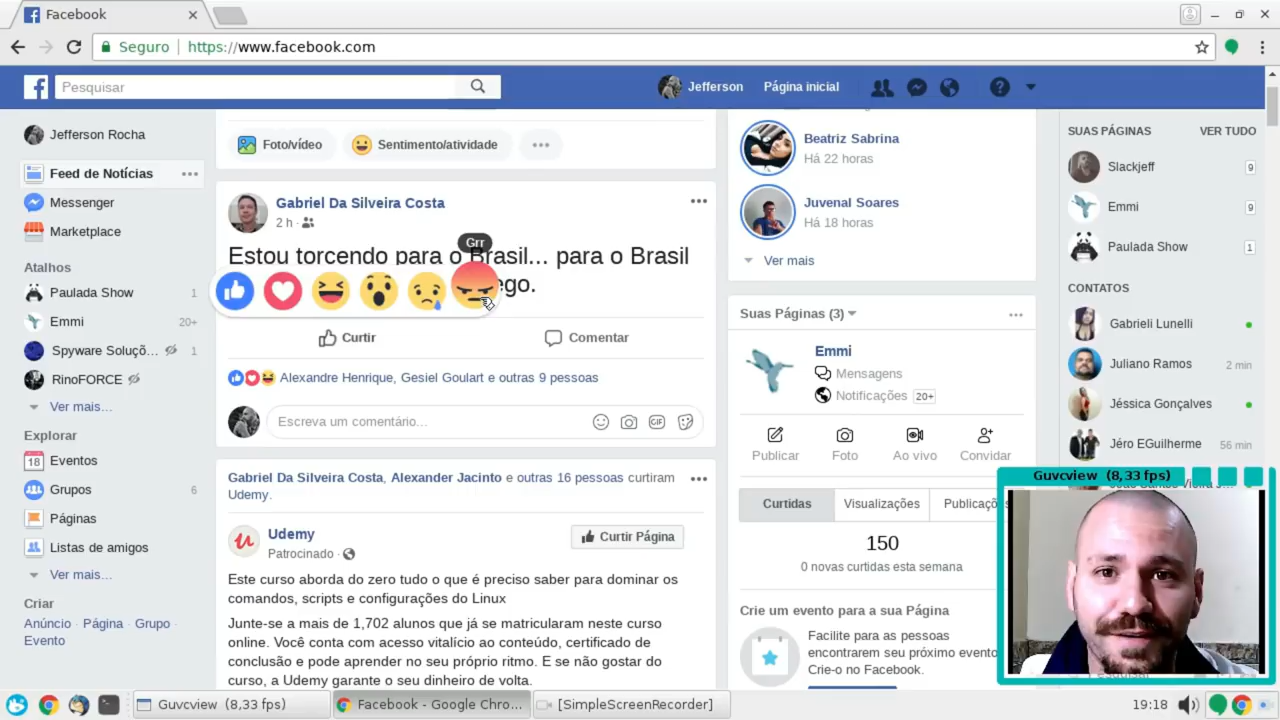 Facebook
Seguro
https://www.facebook.com
Pesquisar
Jefferson
Página inicial
Jefferson Rocha
Feed de Notícias
Messenger
Marketplace
Atalhos
Paulada Show 1
Emmi 20+
Spyware Soluçõ... 1
RinoFORCE
Ver mais...
Explorar
Eventos
18
Grupos 6
Páginas
Listas de amigos
Ver mais...
Criar
Anúncio · Página · Grupo ·
Evento
Foto/vídeo
Sentimento/atividade
Gabriel Da Silveira Costa
2 h ·
Grr
Estou torcendo para o Brasil... para o Brasil
ego.
Curtir
Comentar
Alexandre Henrique, Gesiel Goulart e outras 9 pessoas
Escreva um comentário...
GIF
Gabriel Da Silveira Costa, Alexander Jacinto e outras 16 pessoas curtiram
Udemy.
Udemy
Patrocinado ·
Curtir Página
Este curso aborda do zero tudo o que é preciso saber para dominar os
comandos, scripts e configurações do Linux
Junte-se a mais de 1,702 alunos que já se matricularam neste curso
online. Você conta com acesso vitalício ao conteúdo, certificado de
conclusão e pode aprender no seu próprio ritmo. E se não gostar do
curso, a Udemy garante o seu dinheiro de volta.
Beatriz Sabrina
Há 22 horas
Juvenal Soares
Há 18 horas
Ver mais
Suas Páginas (3)
Emmi
Mensagens
Notificações 20+
Publicar
Foto
Ao vivo
Convidar
Curtidas
Visualizações
Publicaço
150
0 novas curtidas esta semana
Crie um evento para a sua Página
Facilite para as pessoas
encontrarem seu próximo evento
Crie-o no Facebook.
SUAS PÁGINAS
VER TUDO
Slackjeff 9
Emmi 9
Paulada Show 1
CONTATOS
Gabrieli Lunelli
Juliano Ramos 2 min
Jéssica Gonçalves
Jéro EGuilherme 56 min
Guvcview (8,33 fps)
Guvcview (8,33 fps)
Facebook - Google Chro...
[SimpleScreenRecorder]
19:18